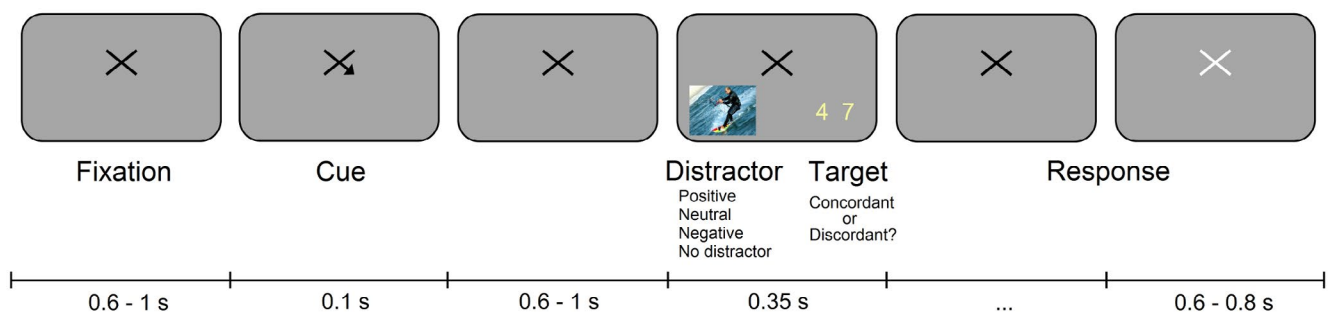 4 7
Fixation
Cue
Distractor
Positive
Neutral
Negative
No distractor
Target
Concordant
or
Discordant?
Response
0.6 - 1 s
0.1 s
0.6 - 1 s
0.35 s
...
0.6 - 0.8 s